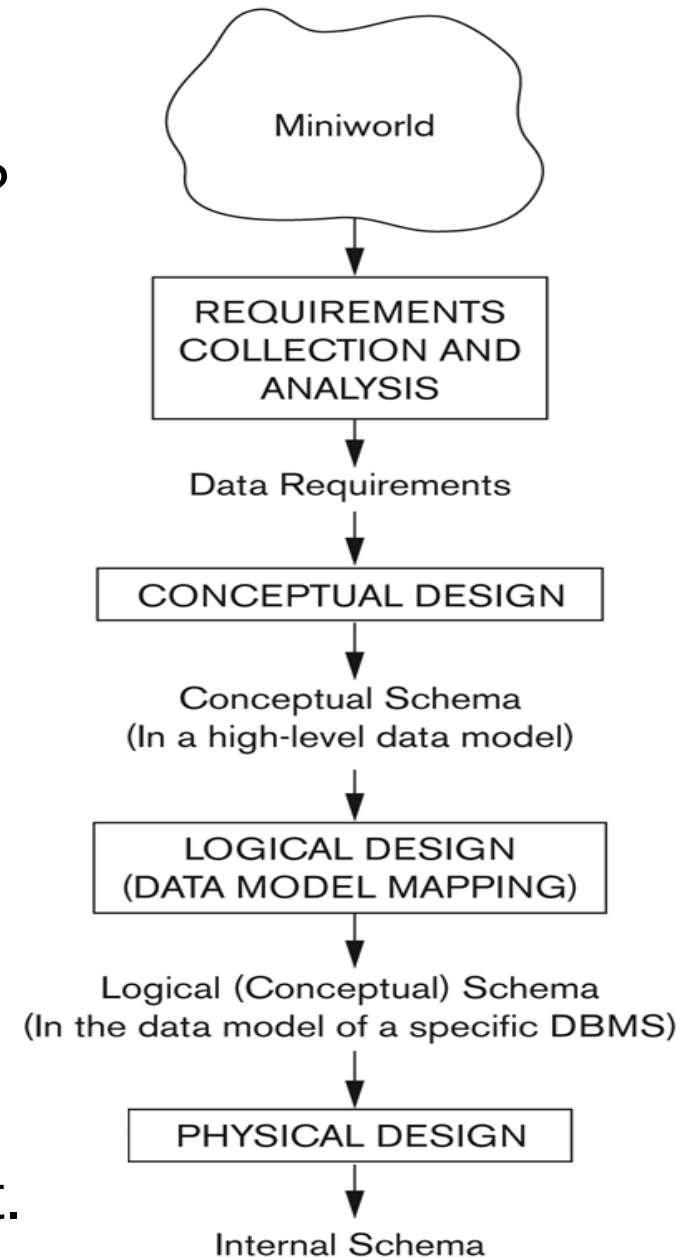 Miniworld
?
REQUIREMENTS
COLLECTION AND
ANALYSIS
Data Requirements
CONCEPTUAL DESIGN
Conceptual Schema
(In a high-level data model)
LOGICAL DESIGN
(DATA MODEL MAPPING)
Logical (Conceptual) Schema
(In the data model of a specific DBMS)
PHYSICAL DESIGN
t.
Internal Schema